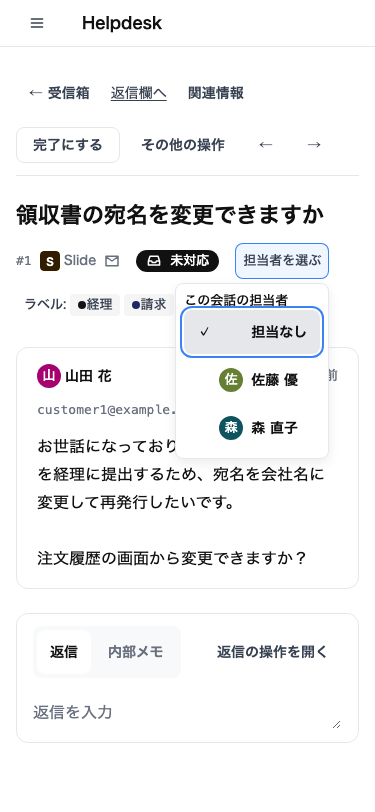 Helpdesk
← 受信箱 返信欄へ 関連情報
完了にする その他の操作 ← →
領収書の宛名を変更できますか
#1 S Slide 未対応 担当者を選ぶ
ラベル: 経理 請求
この会話の担当者
✓ 担当なし
佐 佐藤 優
森 森 直子
山 山田 花 前
customer1@example.
お世話になっており
を経理に提出するため、宛名を会社名に
変更して再発行したいです。
注文履歴の画面から変更できますか？
返信 内部メモ 返信の操作を開く
返信を入力